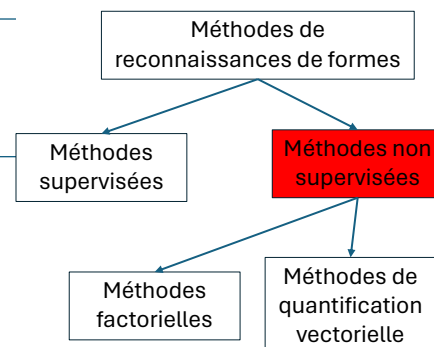 Méthodes de
reconnaissances de formes
Méthodes
supervisées
Méthodes non
supervisées
Méthodes
factorielles
Méthodes de
quantification
vectorielle